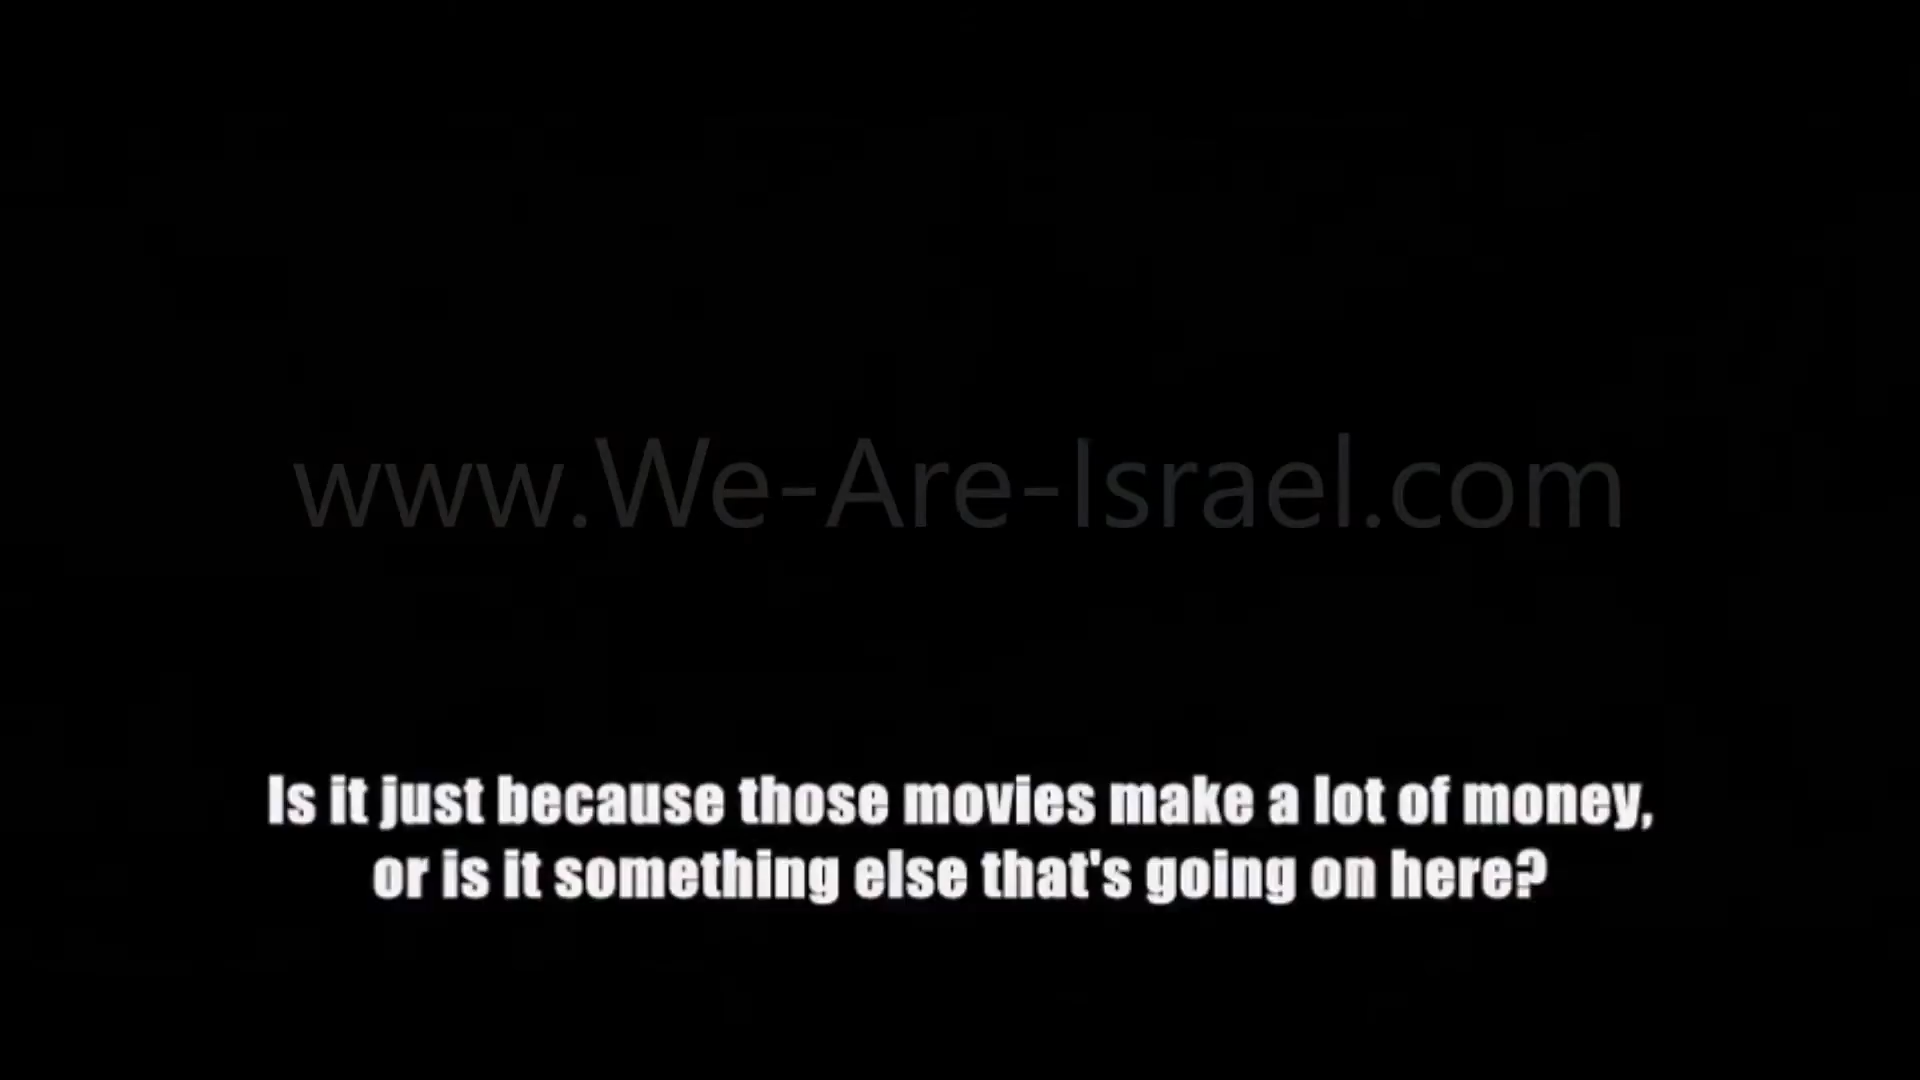 www.We-Are-Israel.com
Is it just because those movies make a lot of money,
or is it something else that's going on here?